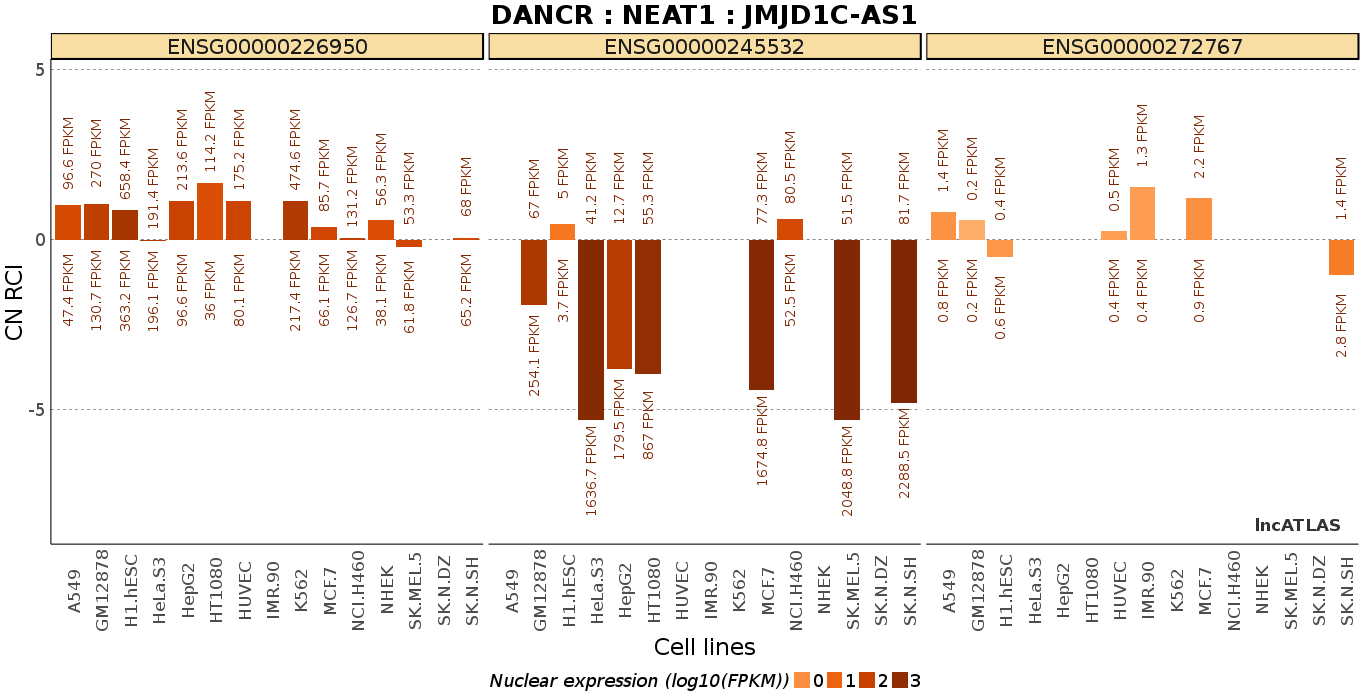 DANCR : NEAT1 : JMJD1C-AS1
ENSG00000226950
ENSG00000245532
ENSG00000272767
CN RCI
5
0
-5
96.6 FPKM
270 FPKM
658.4 FPKM
191.4 FPKM
213.6 FPKM
114.2 FPKM
175.2 FPKM
474.6 FPKM
85.7 FPKM
131.2 FPKM
56.3 FPKM
53.3 FPKM
68 FPKM
47.4 FPKM
130.7 FPKM
363.2 FPKM
196.1 FPKM
96.6 FPKM
36 FPKM
80.1 FPKM
217.4 FPKM
66.1 FPKM
126.7 FPKM
38.1 FPKM
61.8 FPKM
65.2 FPKM
67 FPKM
5 FPKM
41.2 FPKM
12.7 FPKM
55.3 FPKM
77.3 FPKM
80.5 FPKM
51.5 FPKM
81.7 FPKM
254.1 FPKM
3.7 FPKM
1636.7 FPKM
179.5 FPKM
867 FPKM
1674.8 FPKM
52.5 FPKM
2048.8 FPKM
2288.5 FPKM
1.4 FPKM
0.2 FPKM
0.4 FPKM
0.5 FPKM
1.3 FPKM
2.2 FPKM
1.4 FPKM
0.8 FPKM
0.2 FPKM
0.6 FPKM
0.4 FPKM
0.4 FPKM
0.9 FPKM
2.8 FPKM
lncATLAS
A549
GM12878
H1.hESC
HeLa.S3
HepG2
HT1080
HUVEC
IMR.90
K562
MCF.7
NCI.H460
NHEK
SK.MEL.5
SK.N.DZ
SK.N.SH
A549
GM12878
H1.hESC
HeLa.S3
HepG2
HT1080
HUVEC
IMR.90
K562
MCF.7
NCI.H460
NHEK
SK.MEL.5
SK.N.DZ
SK.N.SH
A549
GM12878
H1.hESC
HeLa.S3
HepG2
HT1080
HUVEC
IMR.90
K562
MCF.7
NCI.H460
NHEK
SK.MEL.5
SK.N.DZ
SK.N.SH
Cell lines
Nuclear expression (log10(FPKM)) 0 1 2 3